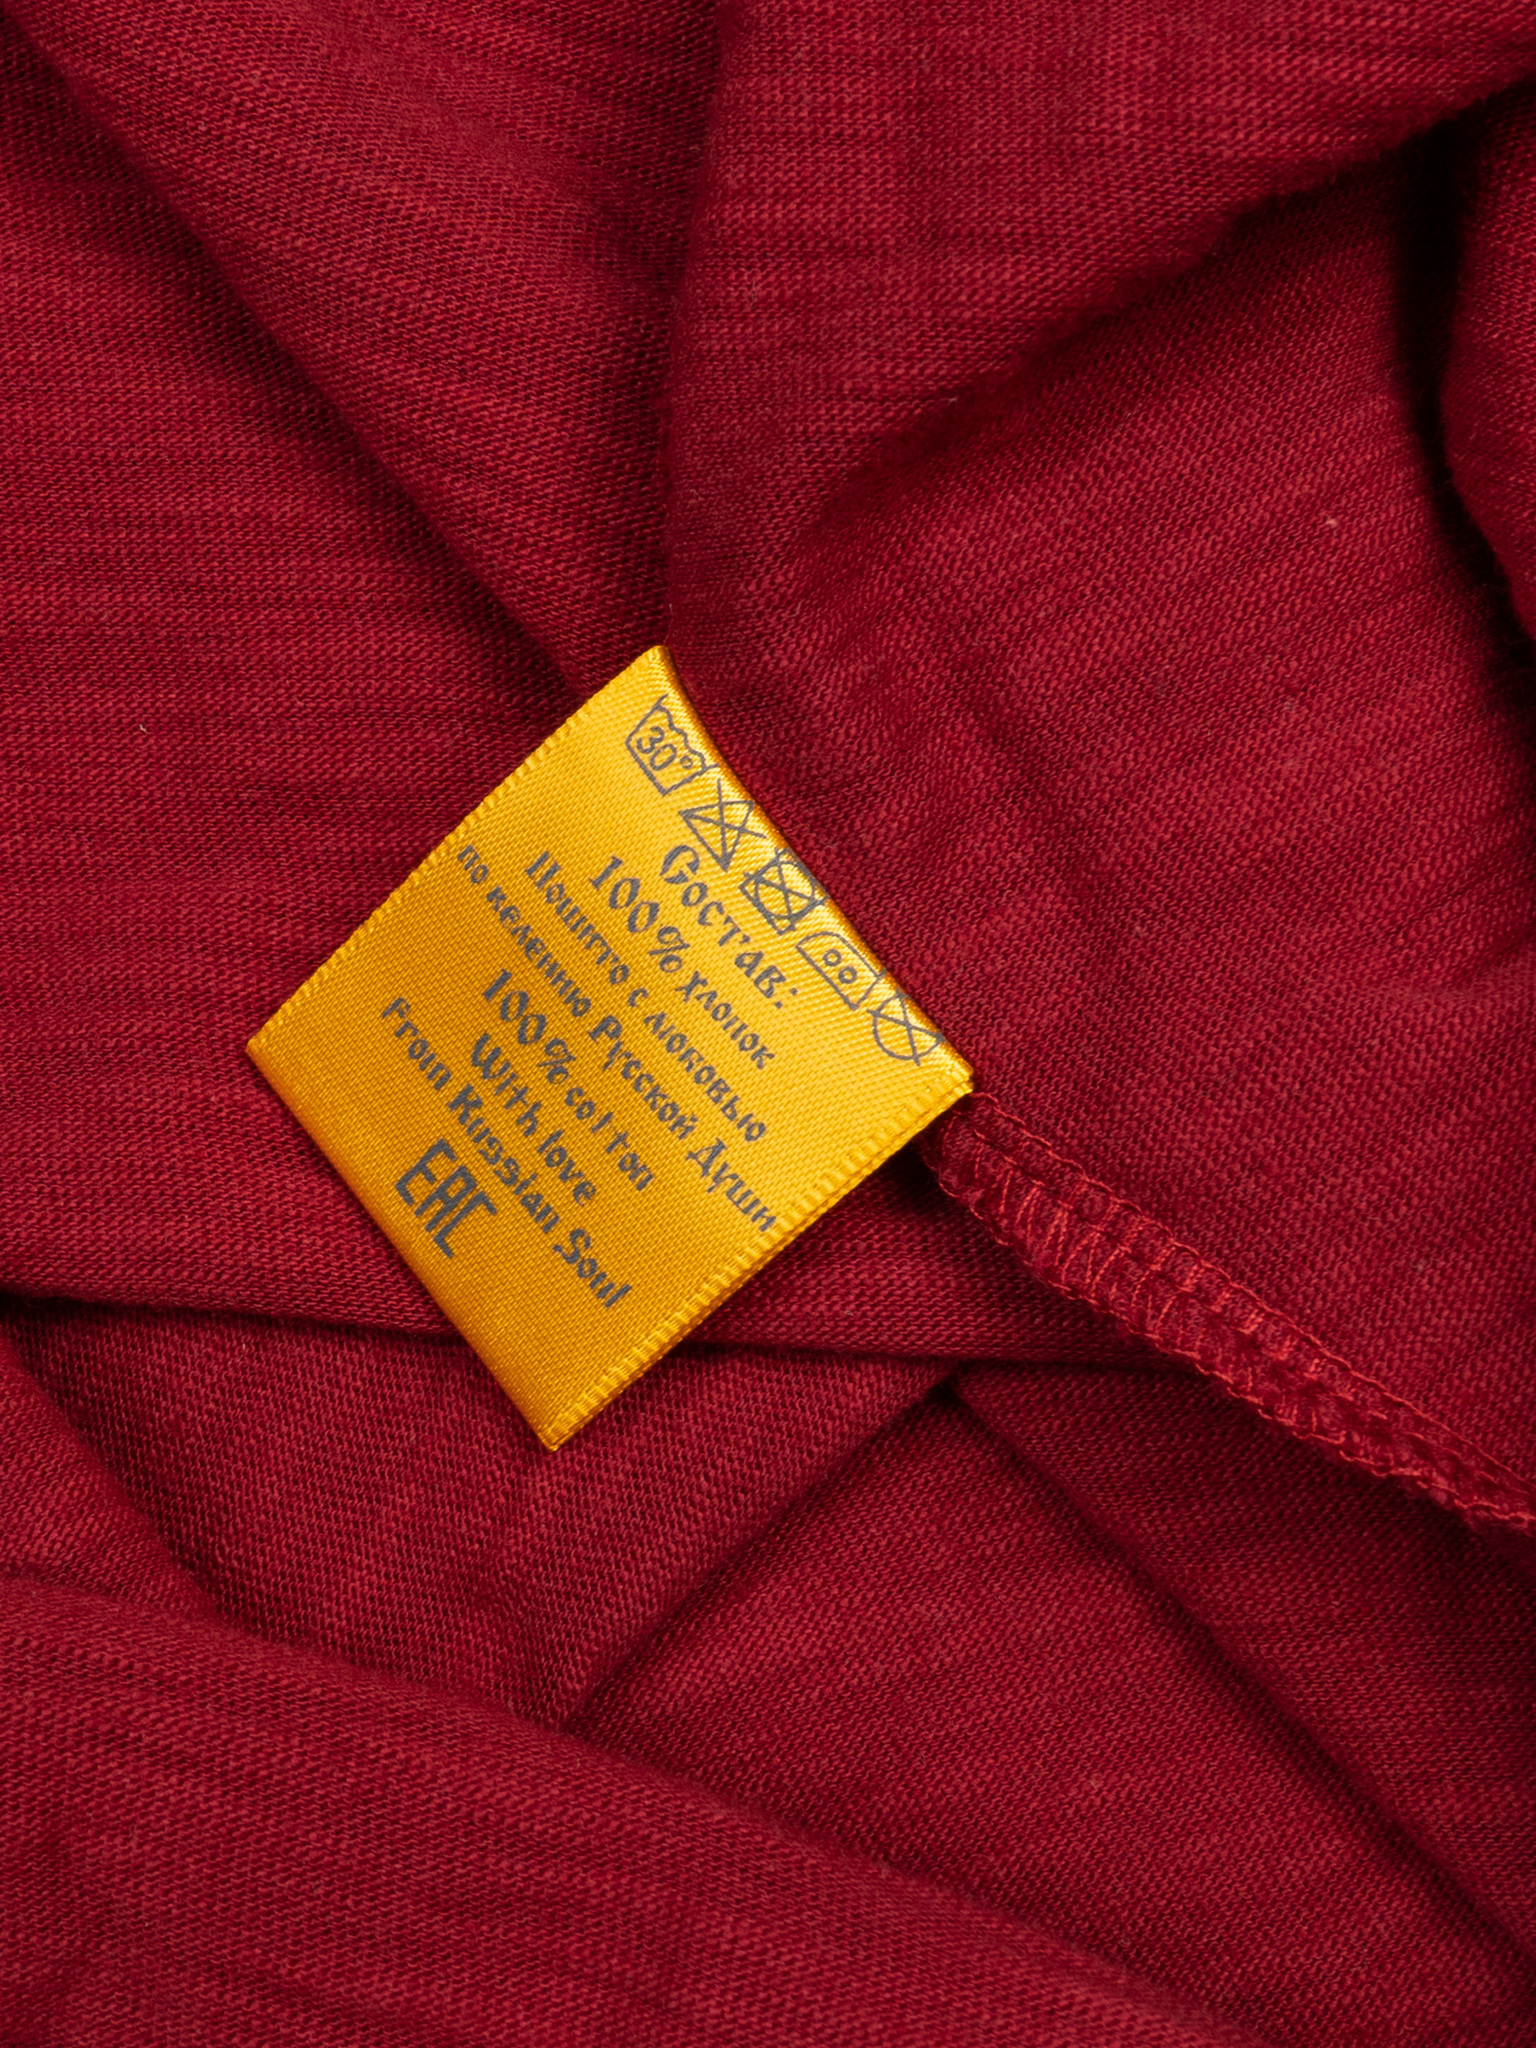 30°
Состав:
100% хлопок
Пошито с любовью
по велению Русской Души
100% cotton
With love
From Russian Soul
EAC